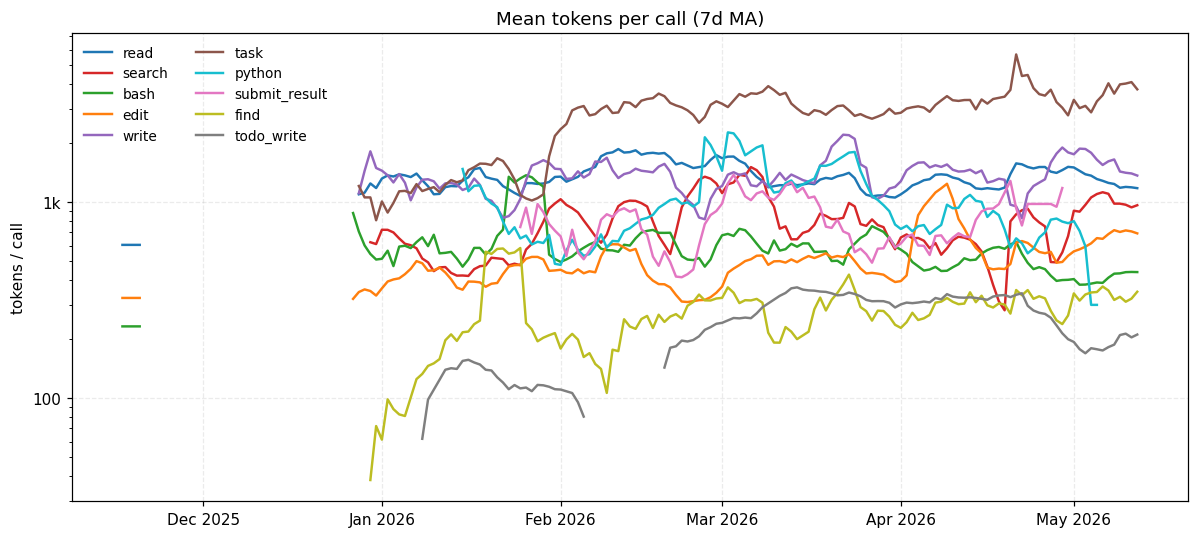 Mean tokens per call (7d MA)
read
search
bash
edit
write
task
python
submit_result
find
todo_write
tokens / call
1k
100
Dec 2025
Jan 2026
Feb 2026
Mar 2026
Apr 2026
May 2026